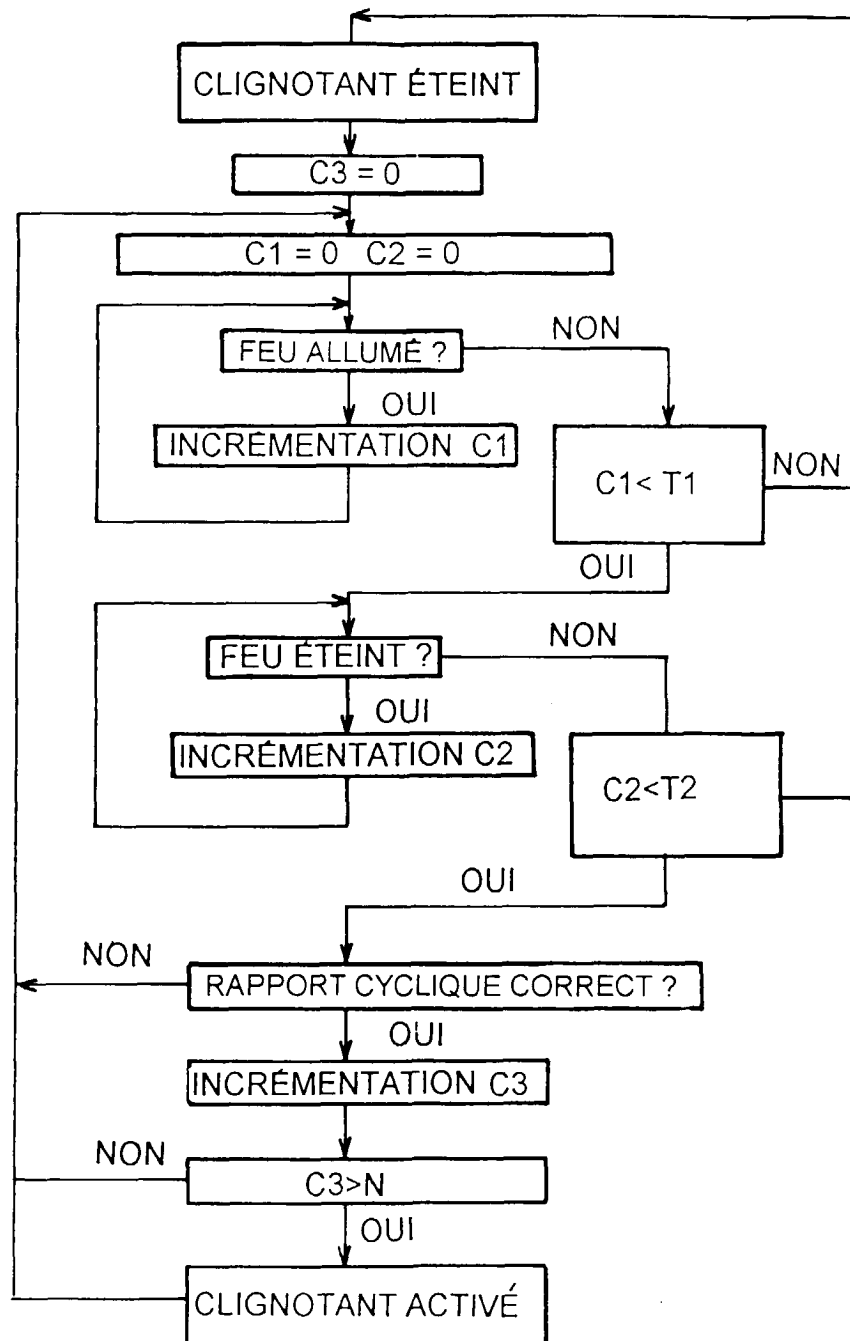 CLIGNOTANT ÉTEINT
C3 = 0
C1 = 0 C2 = 0
FEU ALLUMÉ ?
NON
OUI
INCRÉMENTATION C1
C1< T1
NON
OUI
FEU ÉTEINT ?
NON
OUI
INCRÉMENTATION C2
C2<T2
OUI
NON
RAPPORT CYCLIQUE CORRECT ?
OUI
INCRÉMENTATION C3
NON
C3>N
OUI
CLIGNOTANT ACTIVÉ